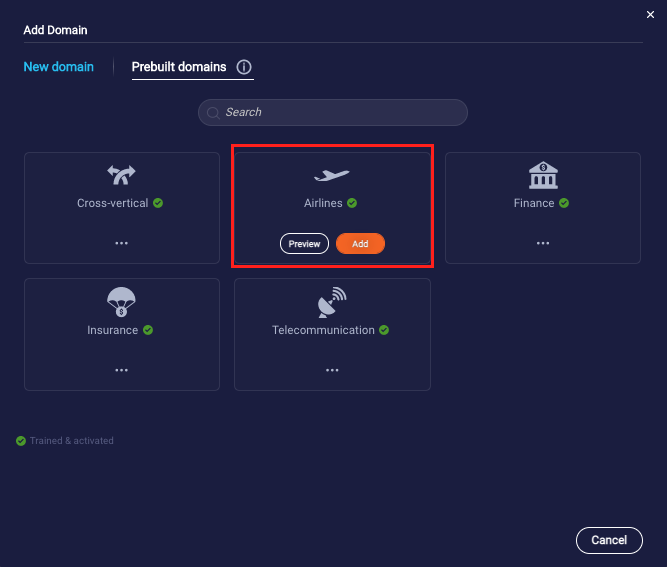 Add Domain
New domain
Prebuilt domains
Search
Cross-vertical
Airlines
Finance
Preview
Add
Insurance
Telecommunication
Trained & activated
Cancel